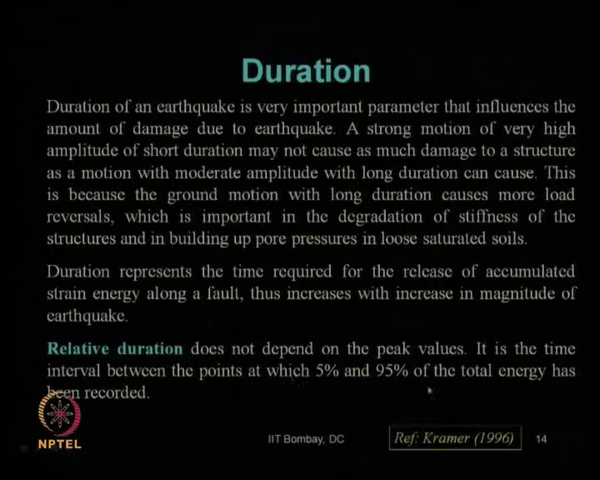 Duration
Duration of an earthquake is very important parameter that influences the
amount of damage due to earthquake. A strong motion of very high
amplitude of short duration may not cause as much damage to a structure
as a motion with moderate amplitude with long duration can cause. This
is because the ground motion with long duration causes more load
reversals, which is important in the degradation of stiffness of the
structures and in building up pore pressures in loose saturated soils.
Duration represents the time required for the release of accumulated
strain energy along a fault, thus increases with increase in magnitude of
earthquake.
Relative duration does not depend on the peak values. It is the time
interval between the points at which 5% and 95% of the total energy has
been recorded.
NPTEL
IIT Bombay, DC
Ref: Kramer (1996)
14